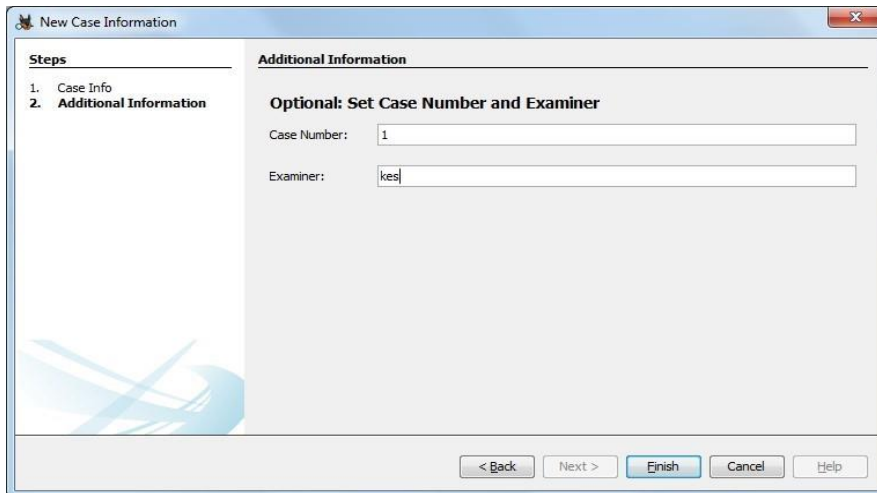 New Case Information
Steps
1. Case Info
2. Additional Information
Additional Information
Optional: Set Case Number and Examiner
Case Number: 1
Examiner: kes
< Back Next > Finish Cancel Help